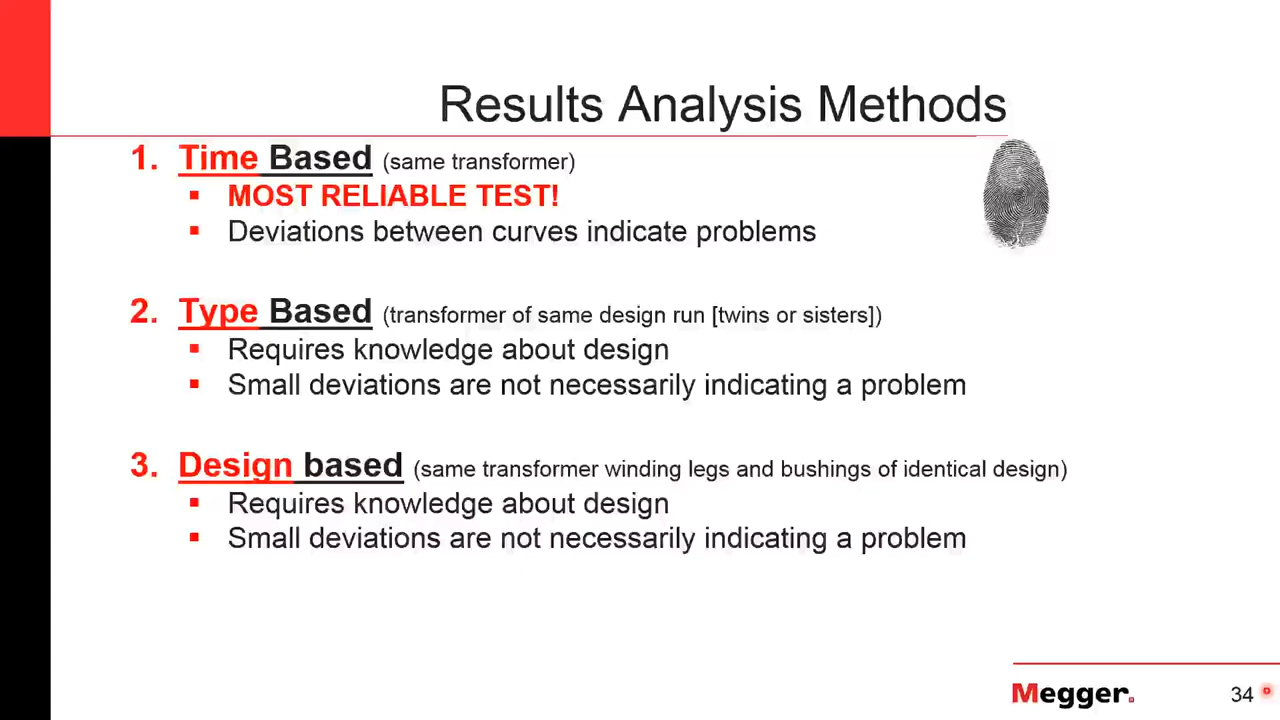 Results Analysis Methods
1. Time Based (same transformer)
▪ MOST RELIABLE TEST!
▪ Deviations between curves indicate problems
2. Type Based (transformer of same design run [twins or sisters])
▪ Requires knowledge about design
▪ Small deviations are not necessarily indicating a problem
3. Design based (same transformer winding legs and bushings of identical design)
▪ Requires knowledge about design
▪ Small deviations are not necessarily indicating a problem
Megger.
34